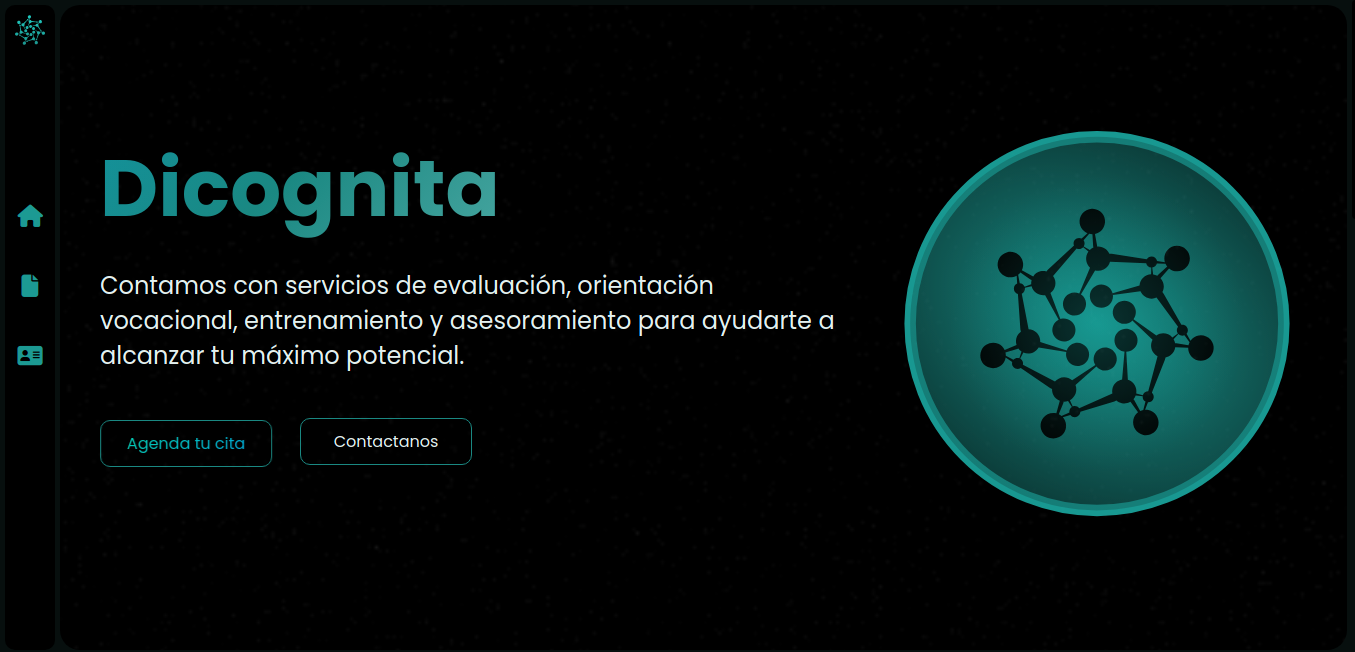 Dicognita
Contamos con servicios de evaluación, orientación
vocacional, entrenamiento y asesoramiento para ayudarte a
alcanzar tu máximo potencial.
Agenda tu cita
Contactanos